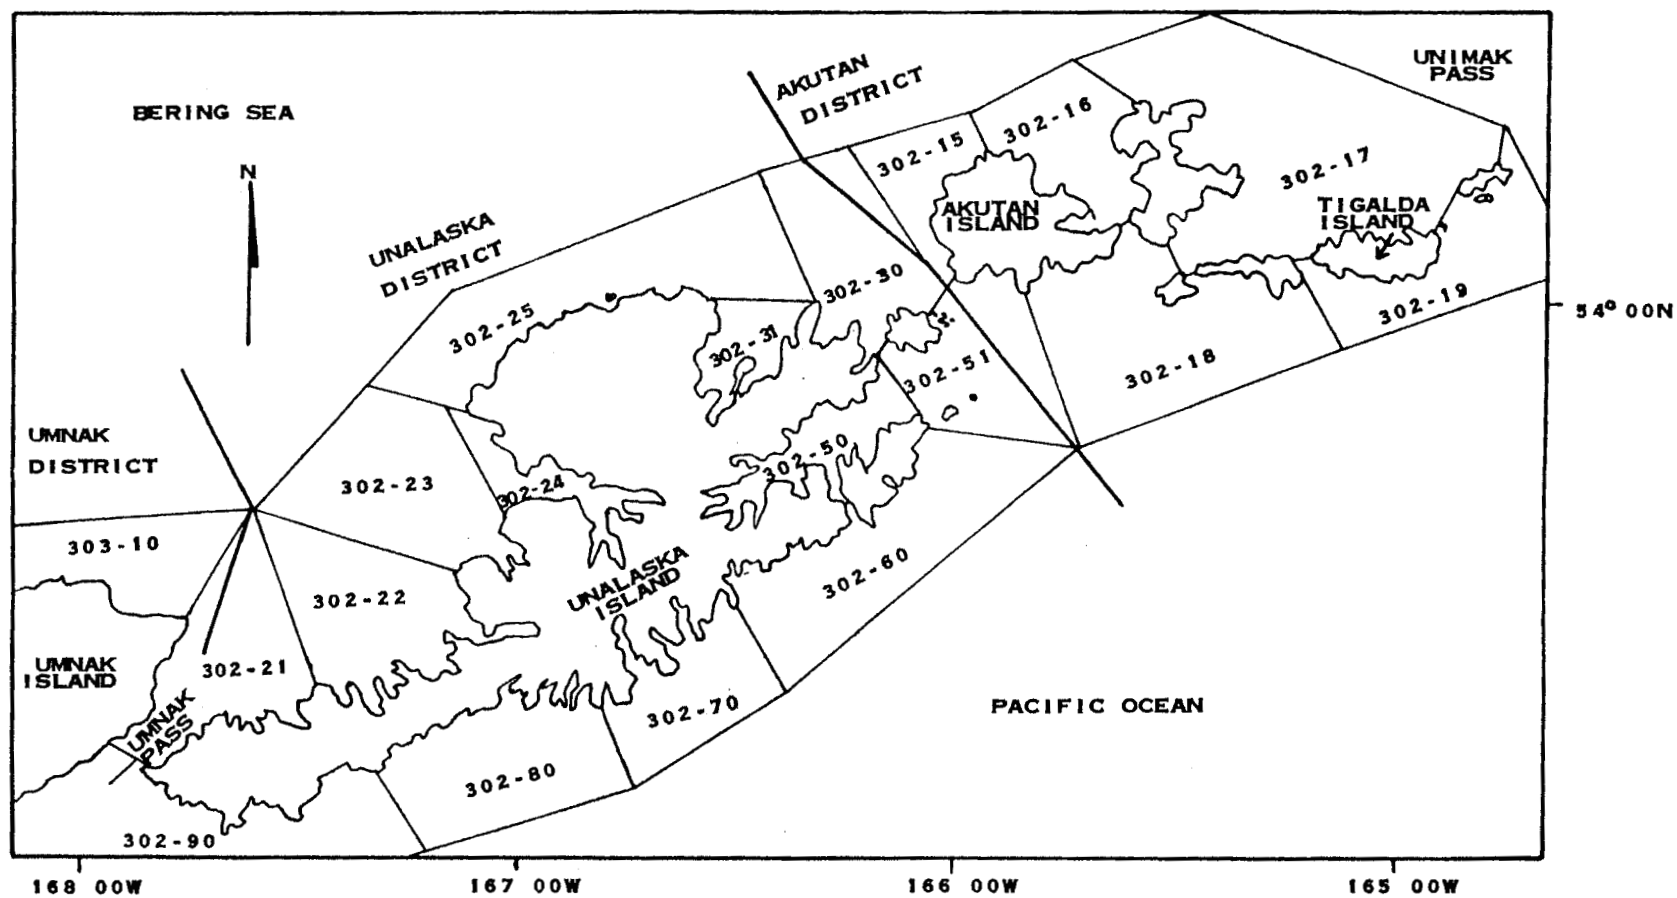 UNIMAK
PASS
AKUTAN
DISTRICT
BERING SEA
N
302-15
302-16
302-17
TIGALDA
ISLAND
AKUTAN
ISLAND
UNALASKA
DISTRICT
302-30
302-19
54° 00N
302-25
302-31
302-51
302-18
UMNAK
DISTRICT
302-50
302-23
302-24
303-10
302-60
UNALASKA
ISLAND
302-22
302-21
UMNAK
ISLAND
UMNAK
PASS
302-70
PACIFIC OCEAN
302-80
302-90
168 00W
167 00W
166 00W
165 00W